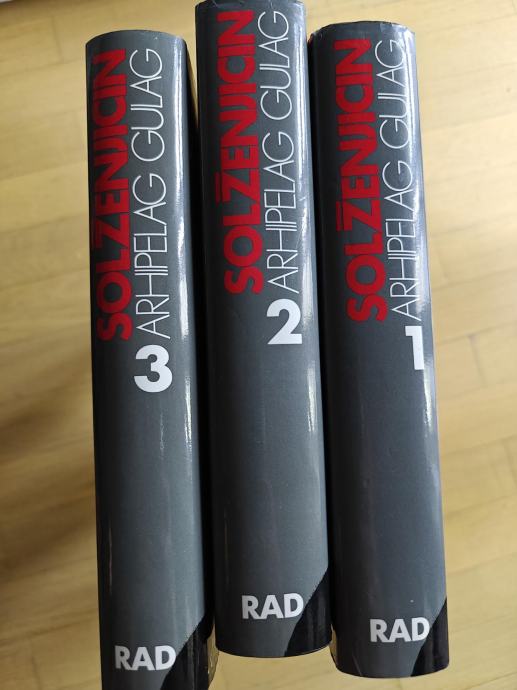 SOLŽENJICIN
ARHIPELAG GULAG
3
RAD
SOLŽENJICIN
ARHIPELAG GULAG
2
RAD
SOLŽENJICIN
ARHIPELAG GULAG
1
RAD